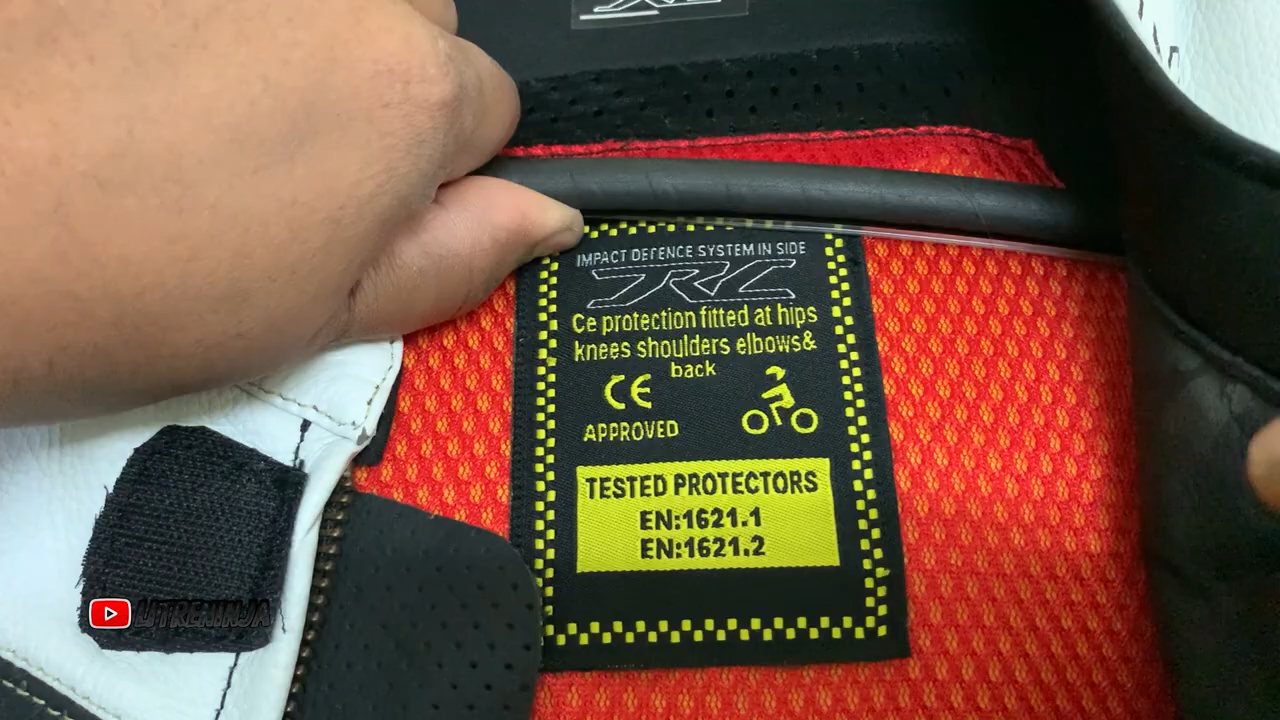 IMPACT DEFENCE SYSTEM IN SIDE
JRC
Ce protection fitted at hips
knees shoulders elbows&
back
CE
APPROVED
TESTED PROTECTORS
EN:1621.1
EN:1621.2
LITRENINJA